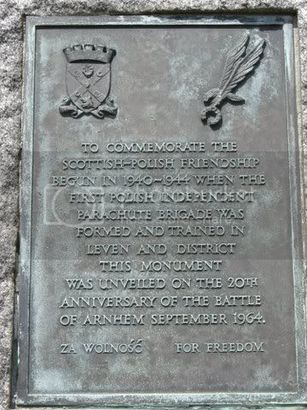 TO COMMEMORATE THE
SCOTTISH-POLISH FRIENDSHIP
BEGUN IN 1940-1944 WHEN THE
FIRST POLISH INDEPENDENT
PARACHUTE BRIGADE WAS
FORMED AND TRAINED IN
LEVEN AND DISTRICT
THIS MONUMENT
WAS UNVEILED ON THE 20TH
ANNIVERSARY OF THE BATTLE
OF ARNHEM SEPTEMBER 1964.
ZA WOLNOŚĆ FOR FREEDOM